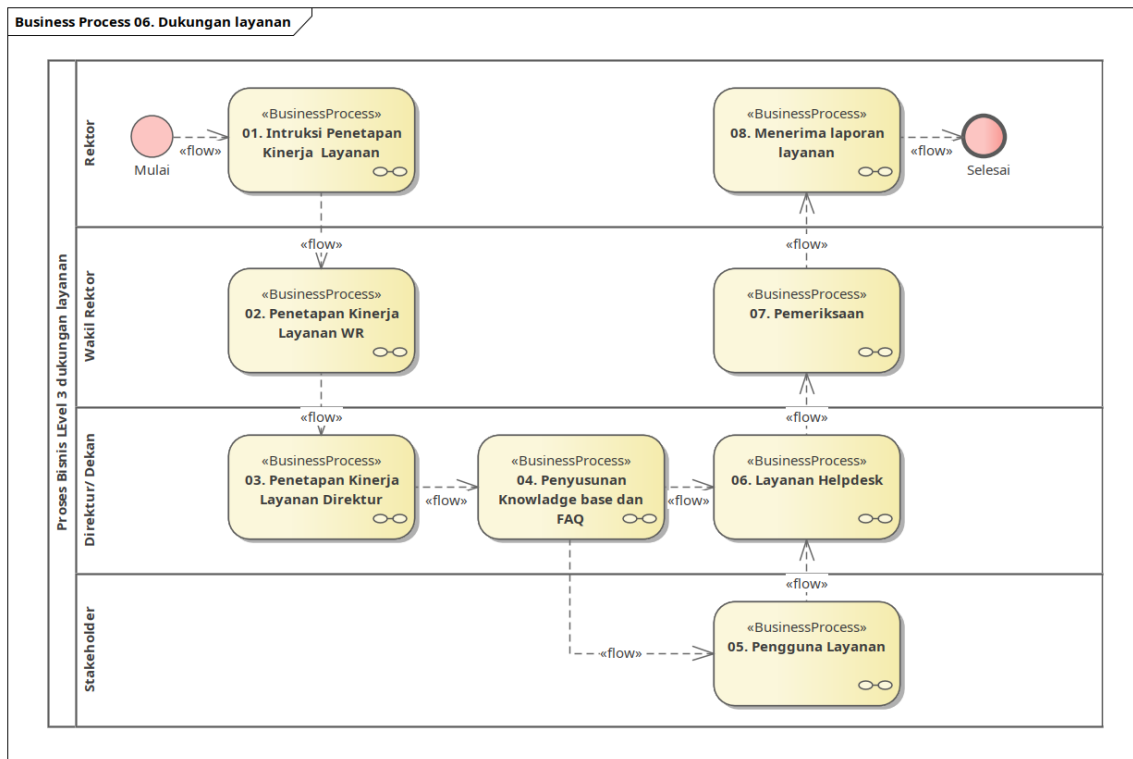 Business Process 06. Dukungan layanan
Proses Bisnis LEvel 3 dukungan layanan
Rektor
Mulai
«flow»
«BusinessProcess»
01. Intruksi Penetapan
Kinerja Layanan
«BusinessProcess»
08. Menerima laporan
layanan
«flow»
Selesai
«flow»
«flow»
Wakil Rektor
«BusinessProcess»
02. Penetapan Kinerja
Layanan WR
«BusinessProcess»
07. Pemeriksaan
«flow»
«flow»
Direktur/ Dekan
«BusinessProcess»
03. Penetapan Kinerja
Layanan Direktur
«flow»
«BusinessProcess»
04. Penyusunan
Knowladge base dan
FAQ
«flow»
«BusinessProcess»
06. Layanan Helpdesk
«flow»
Stakeholder
«flow»
«BusinessProcess»
05. Pengguna Layanan